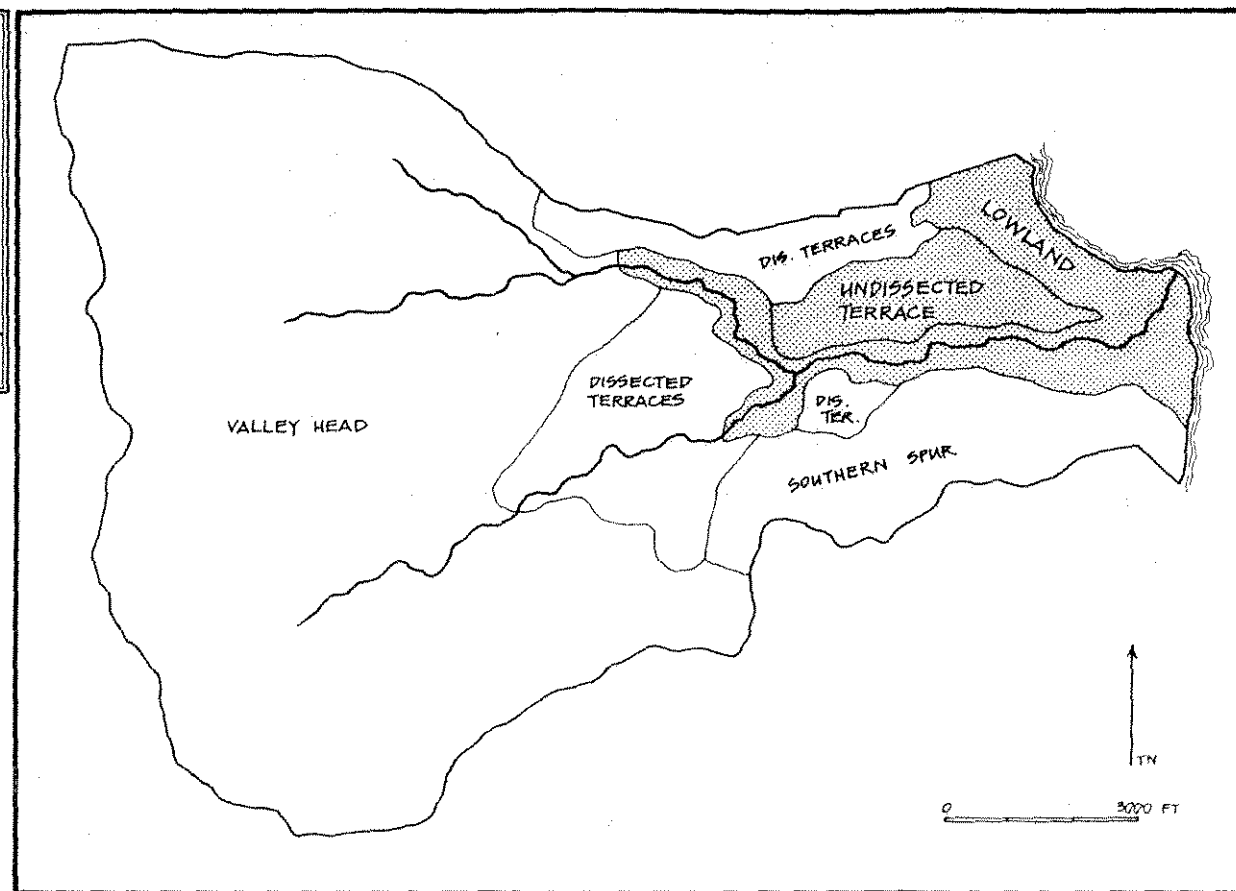 LOWLAND
DIS. TERRACES
UNDISSECTED
TERRACE
DISSECTED
TERRACES
DIS.
TER.
VALLEY HEAD
SOUTHERN SPUR
TN
0 3000 FT